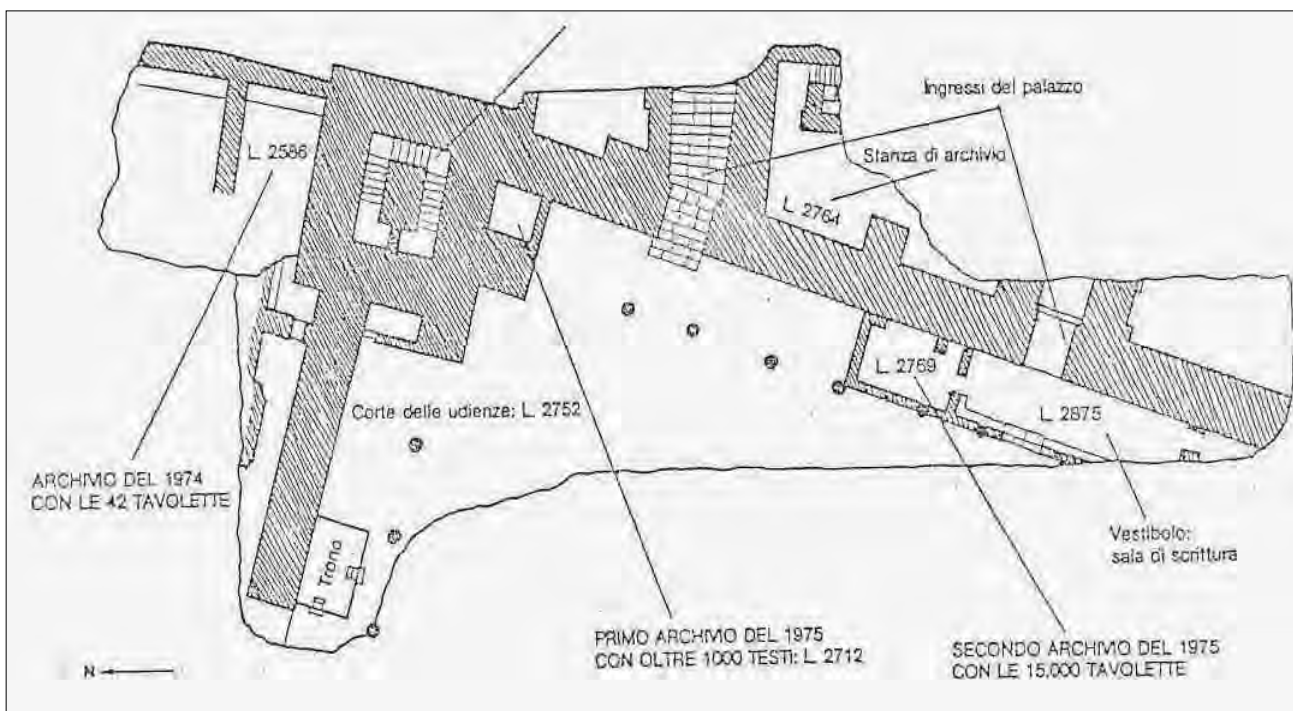 Ingressi del palazzo
L. 2586
Stanza di archivio
L. 2764
L. 2769
Corte delle udienze; L. 2752
L. 2875
ARCHIVIO DEL 1974
CON LE 42 TAVOLETTE
Vestibolo:
sala di scrittura
Trono
PRIMO ARCHIVIO DEL 1975
CON OLTRE 1000 TESTI: L. 2712
SECONDO ARCHIVIO DEL 1975
CON LE 15.000 TAVOLETTE
N